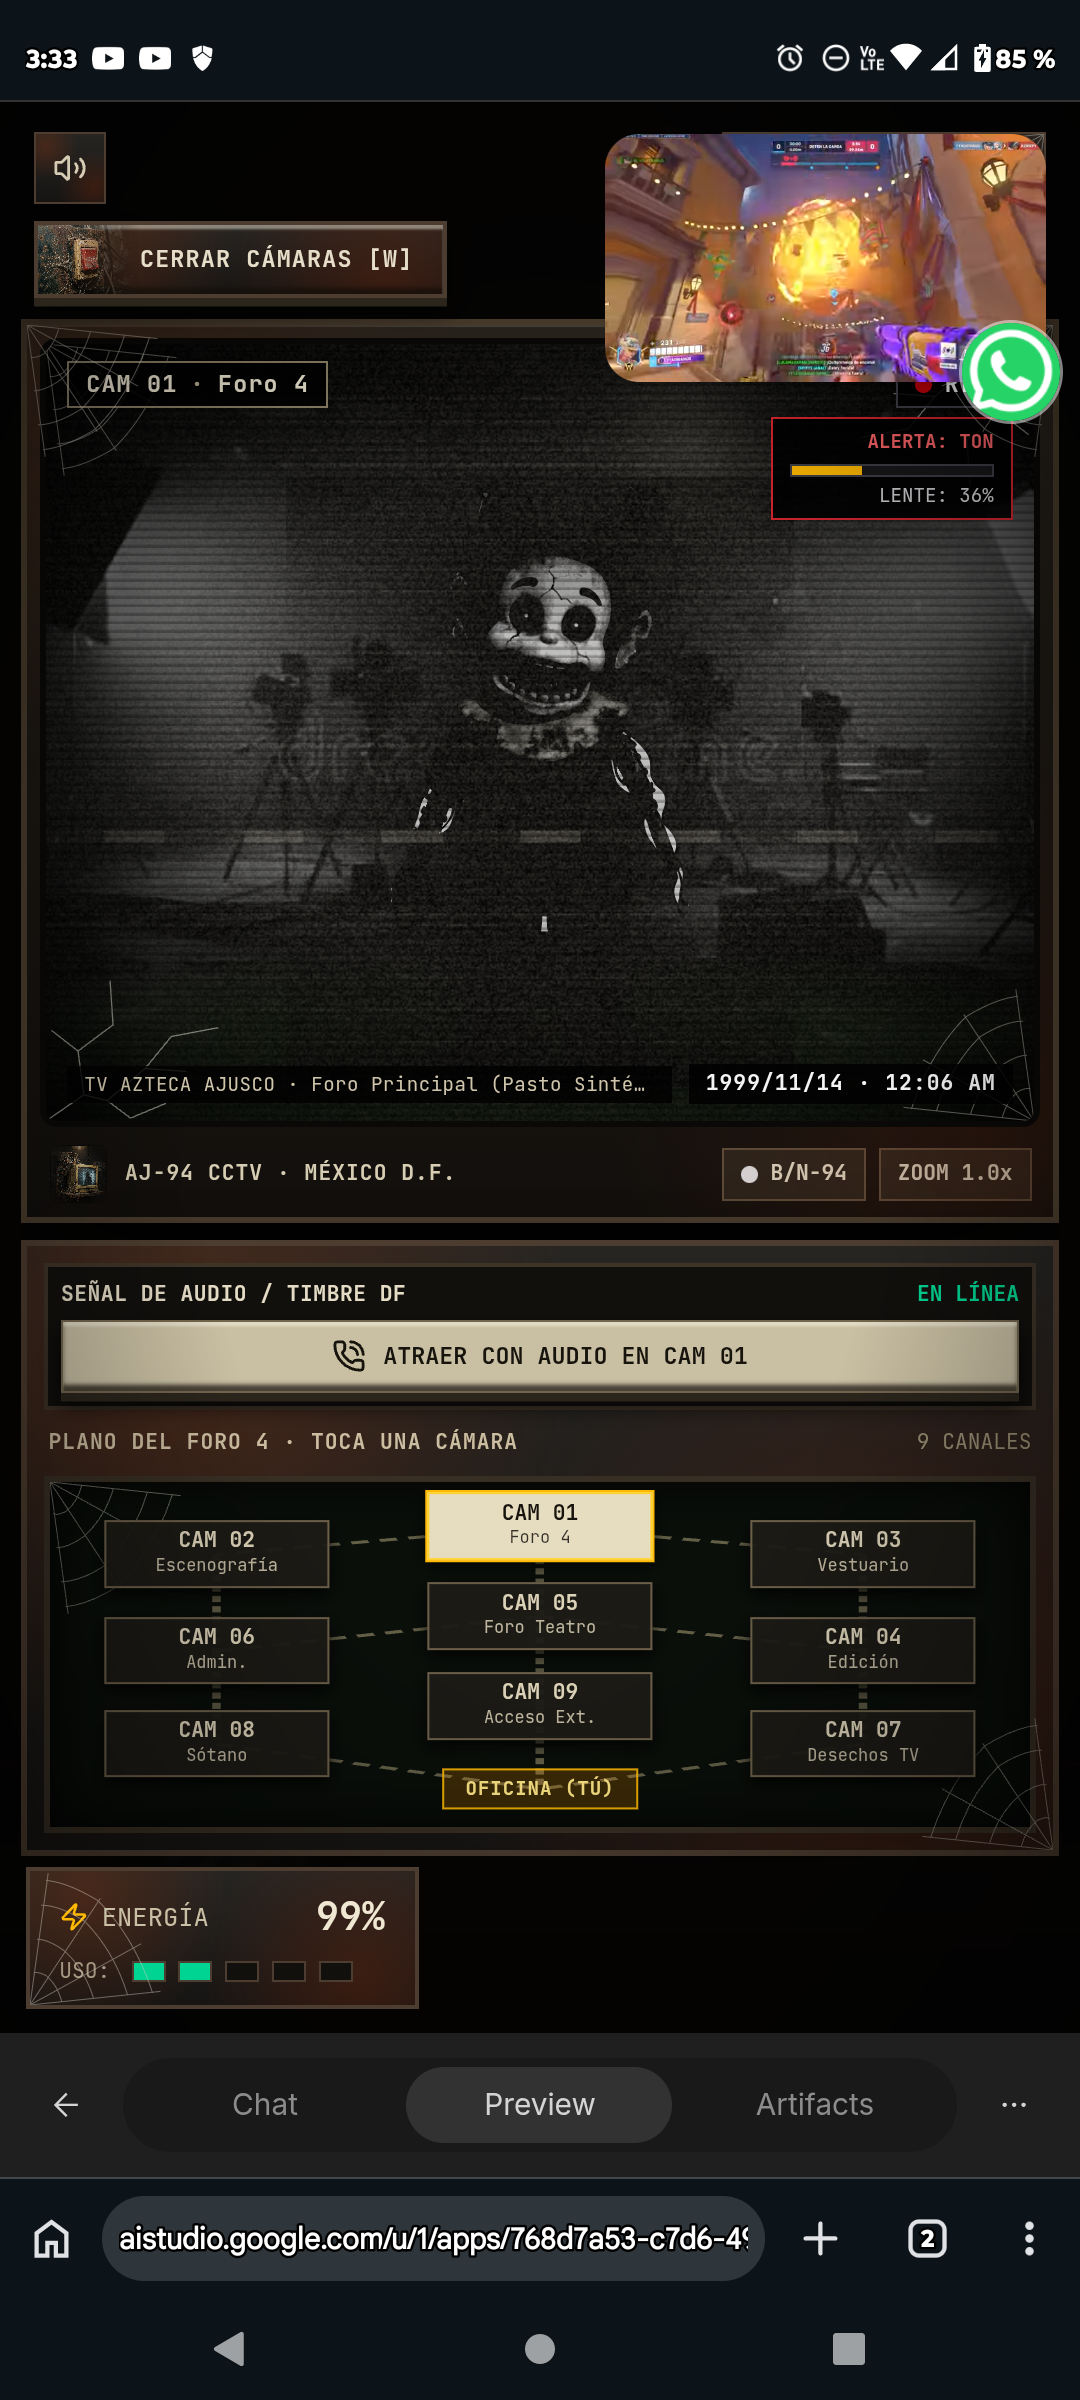 3:33
Vo LTE
85 %
CERRAR CÁMARAS [W]
CAM 01 · Foro 4
ALERTA: TON
LENTE: 36%
TV AZTECA AJUSCO · Foro Principal (Pasto Sinté…
1999/11/14 · 12:06 AM
AJ-94 CCTV · MÉXICO D.F.
B/N-94
ZOOM 1.0x
SEÑAL DE AUDIO / TIMBRE DF
EN LÍNEA
ATRAER CON AUDIO EN CAM 01
PLANO DEL FORO 4 · TOCA UNA CÁMARA
9 CANALES
CAM 01
Foro 4
CAM 02
Escenografía
CAM 03
Vestuario
CAM 05
Foro Teatro
CAM 06
Admin.
CAM 04
Edición
CAM 09
Acceso Ext.
CAM 08
Sótano
CAM 07
Desechos TV
OFICINA (TÚ)
ENERGÍA
99%
USO:
Chat
Preview
Artifacts
aistudio.google.com/u/1/apps/768d7a53-c7d6-4
2